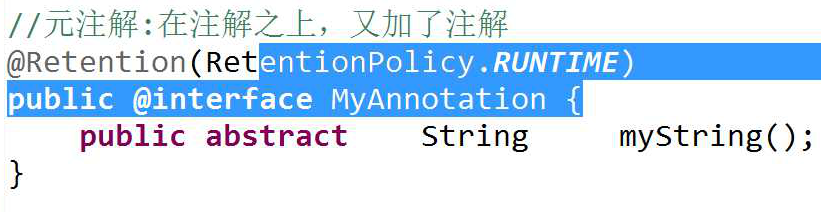 //元注解:在注解之上，又加了注解
@Retention(RetentionPolicy.RUNTIME)
public @interface MyAnnotation {
    public abstract    String     myString();
}